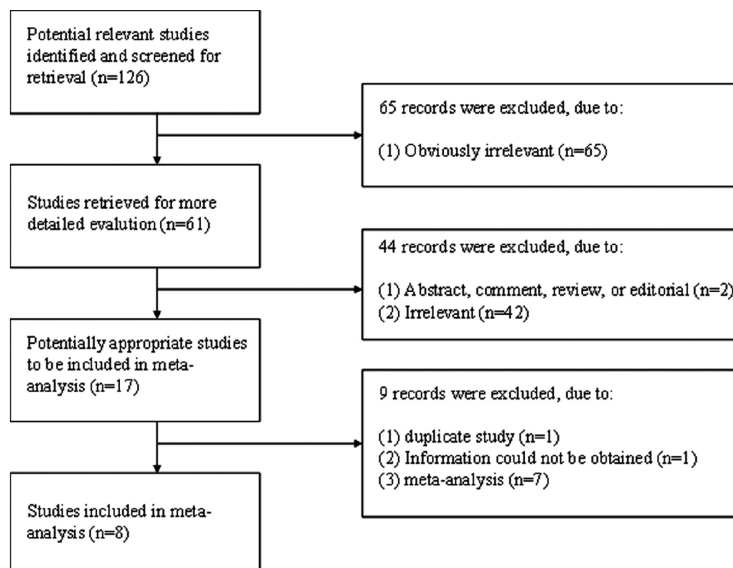 Potential relevant studies
identified and screened for
retrieval (n=126)
65 records were excluded, due to:
(1) Obviously irrelevant (n=65)
Studies retrieved for more
detailed evalution (n=61)
44 records were excluded, due to:
(1) Abstract, comment, review, or editorial (n=2)
(2) Irrelevant (n=42)
Potentially appropriate studies
to be included in meta-
analysis (n=17)
9 records were excluded, due to:
(1) duplicate study (n=1)
(2) Information could not be obtained (n=1)
(3) meta-analysis (n=7)
Studies included in meta-
analysis (n=8)